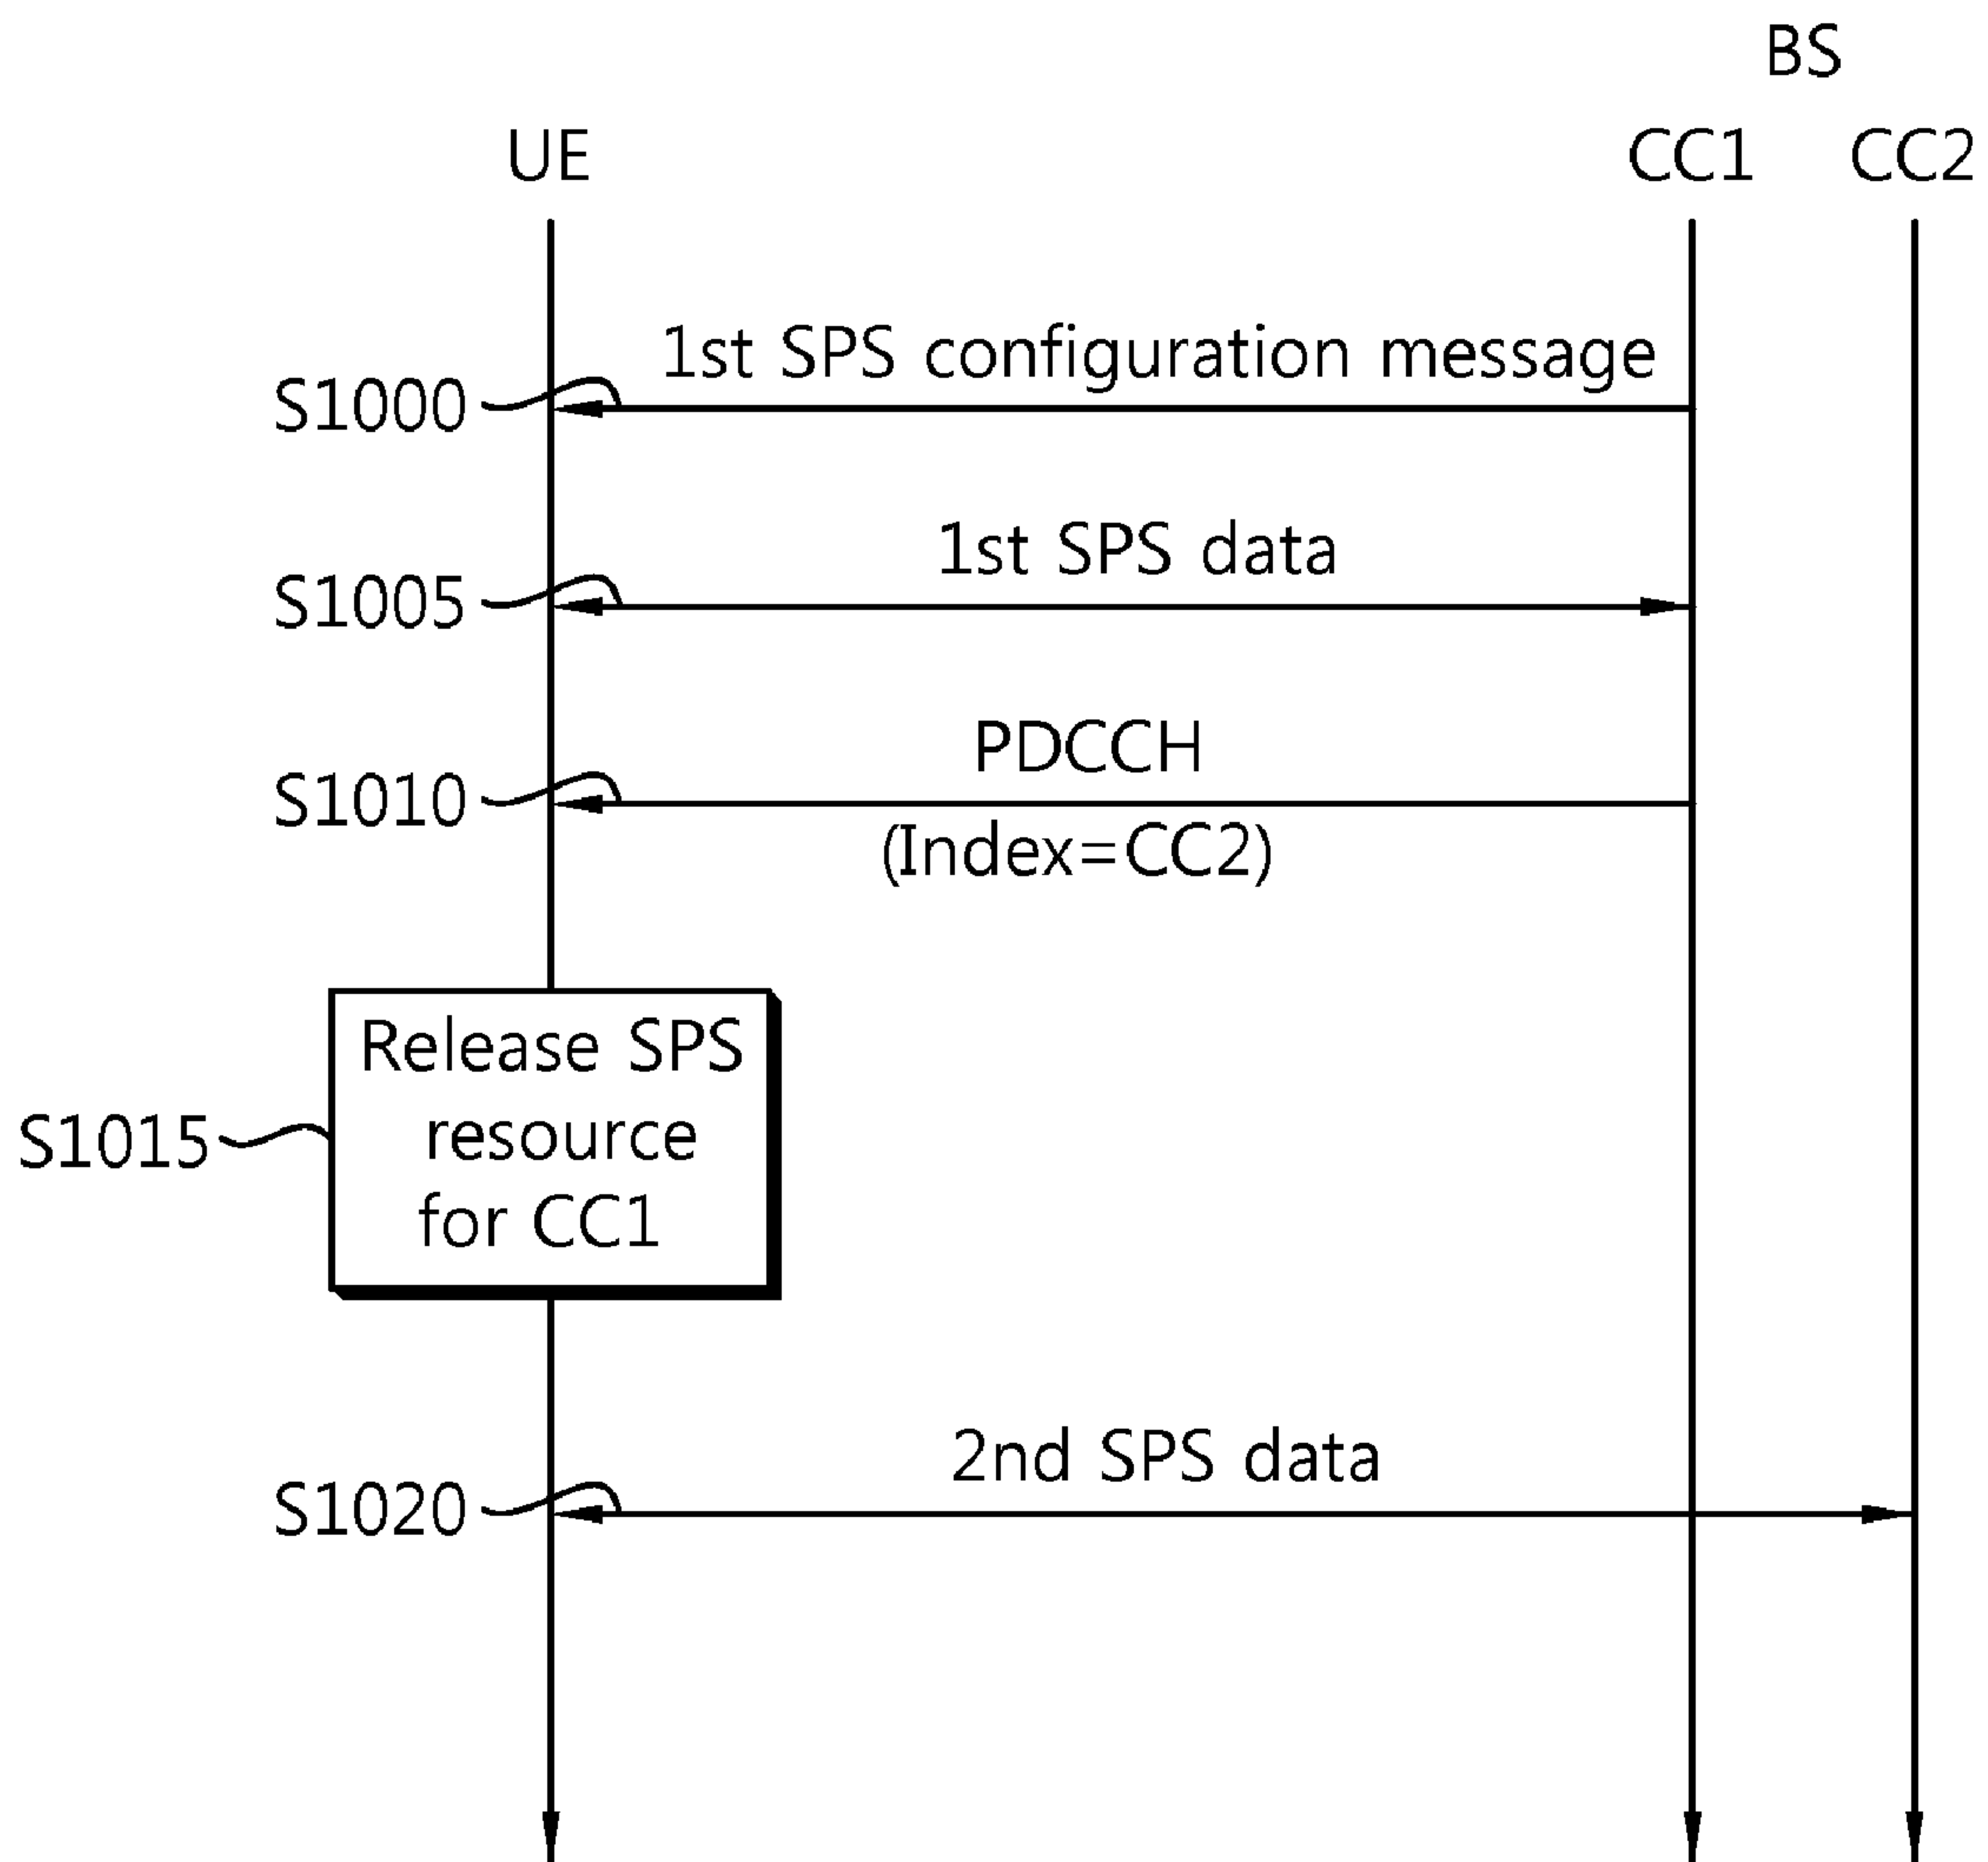 BS
UE
CC1
CC2
1st SPS configuration message
S1000
1st SPS data
S1005
PDCCH
S1010
(Index=CC2)
Release SPS
resource
for CC1
S1015
2nd SPS data
S1020